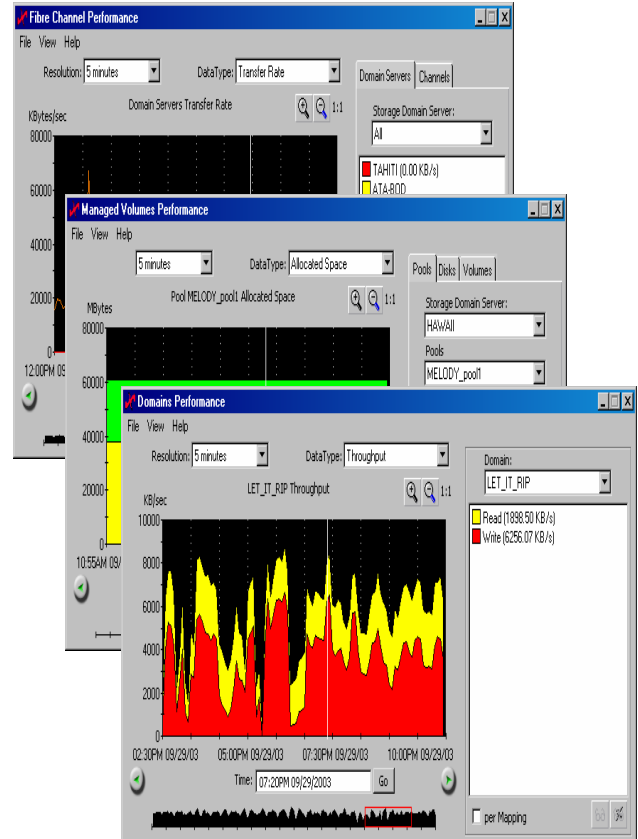 Fibre Channel Performance
File View Help
Resolution: 5 minutes DataType: Transfer Rate
Domain Servers Channels
KBytes/sec Domain Servers Transfer Rate 1:1
Storage Domain Server:
All
80000
60000
40000
20000
0
TAHITI (0.00 KB/s)
ATA-BOD
12:00PM 09
Managed Volumes Performance
File View Help
5 minutes DataType: Allocated Space
Pools Disks Volumes
MBytes Pool MELODY_pool1 Allocated Space 1:1
Storage Domain Server:
HAWAII
Pools
MELODY_pool1
80000
60000
40000
20000
0
10:55AM 09/
Domains Performance
File View Help
Resolution: 5 minutes DataType: Throughput
Domain:
LET_IT_RIP
KB/sec LET_IT_RIP Throughput 1:1
Read (1898.50 KB/s)
Write (6256.07 KB/s)
10000
8000
6000
4000
2000
0
02:30PM 09/29/03 05:00PM 09/29/03 07:30PM 09/29/03 10:00PM 09/29/03
Time: 07:20PM 09/29/2003 Go
per Mapping